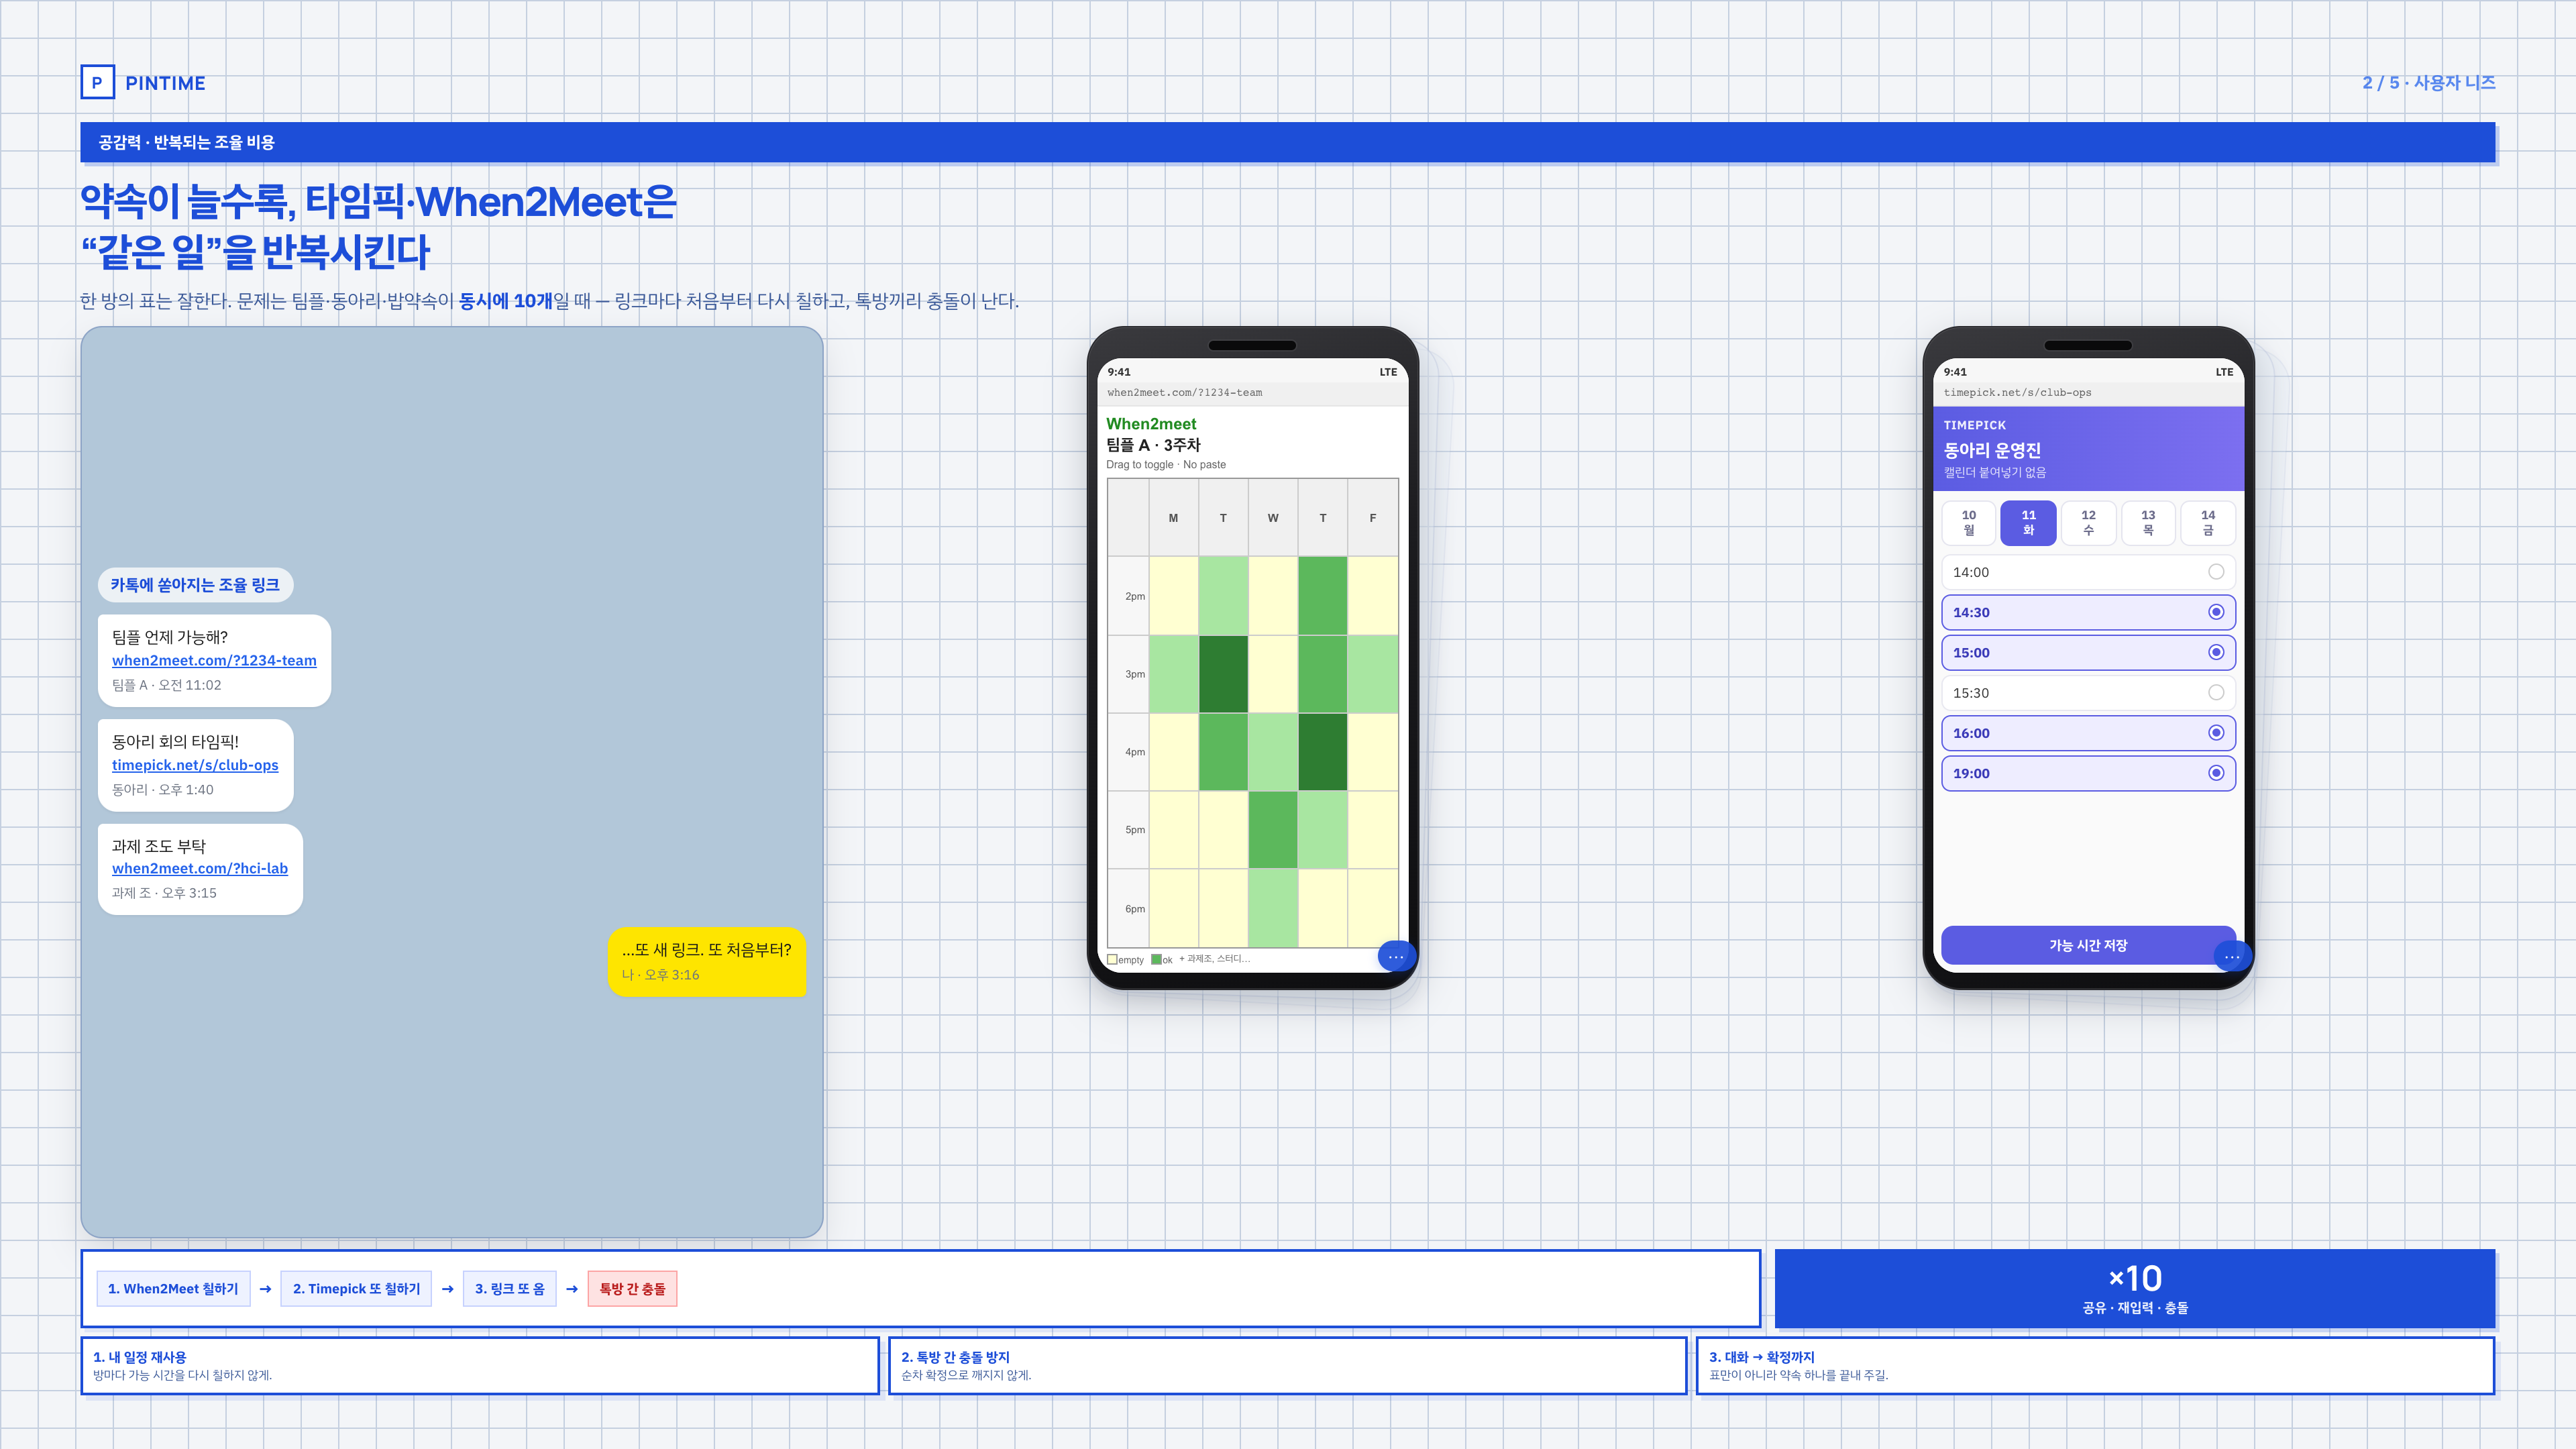 P PINTIME
2 / 5 · 사용자 니즈
공감력 · 반복되는 조율 비용
약속이 늘수록, 타임픽·When2Meet은
“같은 일”을 반복시킨다
한 방의 표는 잘한다. 문제는 팀플·동아리·밥약속이 동시에 10개일 때 — 링크마다 처음부터 다시 칠하고, 톡방끼리 충돌이 난다.
카톡에 쏟아지는 조율 링크
팀플 언제 가능해?
when2meet.com/?1234-team
팀플 A · 오전 11:02
동아리 회의 타임픽!
timepick.net/s/club-ops
동아리 · 오후 1:40
과제 조도 부탁
when2meet.com/?hci-lab
과제 조 · 오후 3:15
…또 새 링크. 또 처음부터?
나 · 오후 3:16
9:41 LTE
when2meet.com/?1234-team
When2meet
팀플 A · 3주차
Drag to toggle · No paste
M T W T F
2pm
3pm
4pm
5pm
6pm
empty ok + 과제조, 스터디…
…
9:41 LTE
timepick.net/s/club-ops
TIMEPICK
동아리 운영진
캘린더 붙여넣기 없음
10 11 12 13 14
월 화 수 목 금
14:00
14:30
15:00
15:30
16:00
19:00
가능 시간 저장
…
1. When2Meet 칠하기 → 2. Timepick 또 칠하기 → 3. 링크 또 옴 → 톡방 간 충돌
×10
공유 · 재입력 · 충돌
1. 내 일정 재사용
방마다 가능 시간을 다시 칠하지 않게.
2. 톡방 간 충돌 방지
순차 확정으로 깨지지 않게.
3. 대화 → 확정까지
표만이 아니라 약속 하나를 끝내 주길.